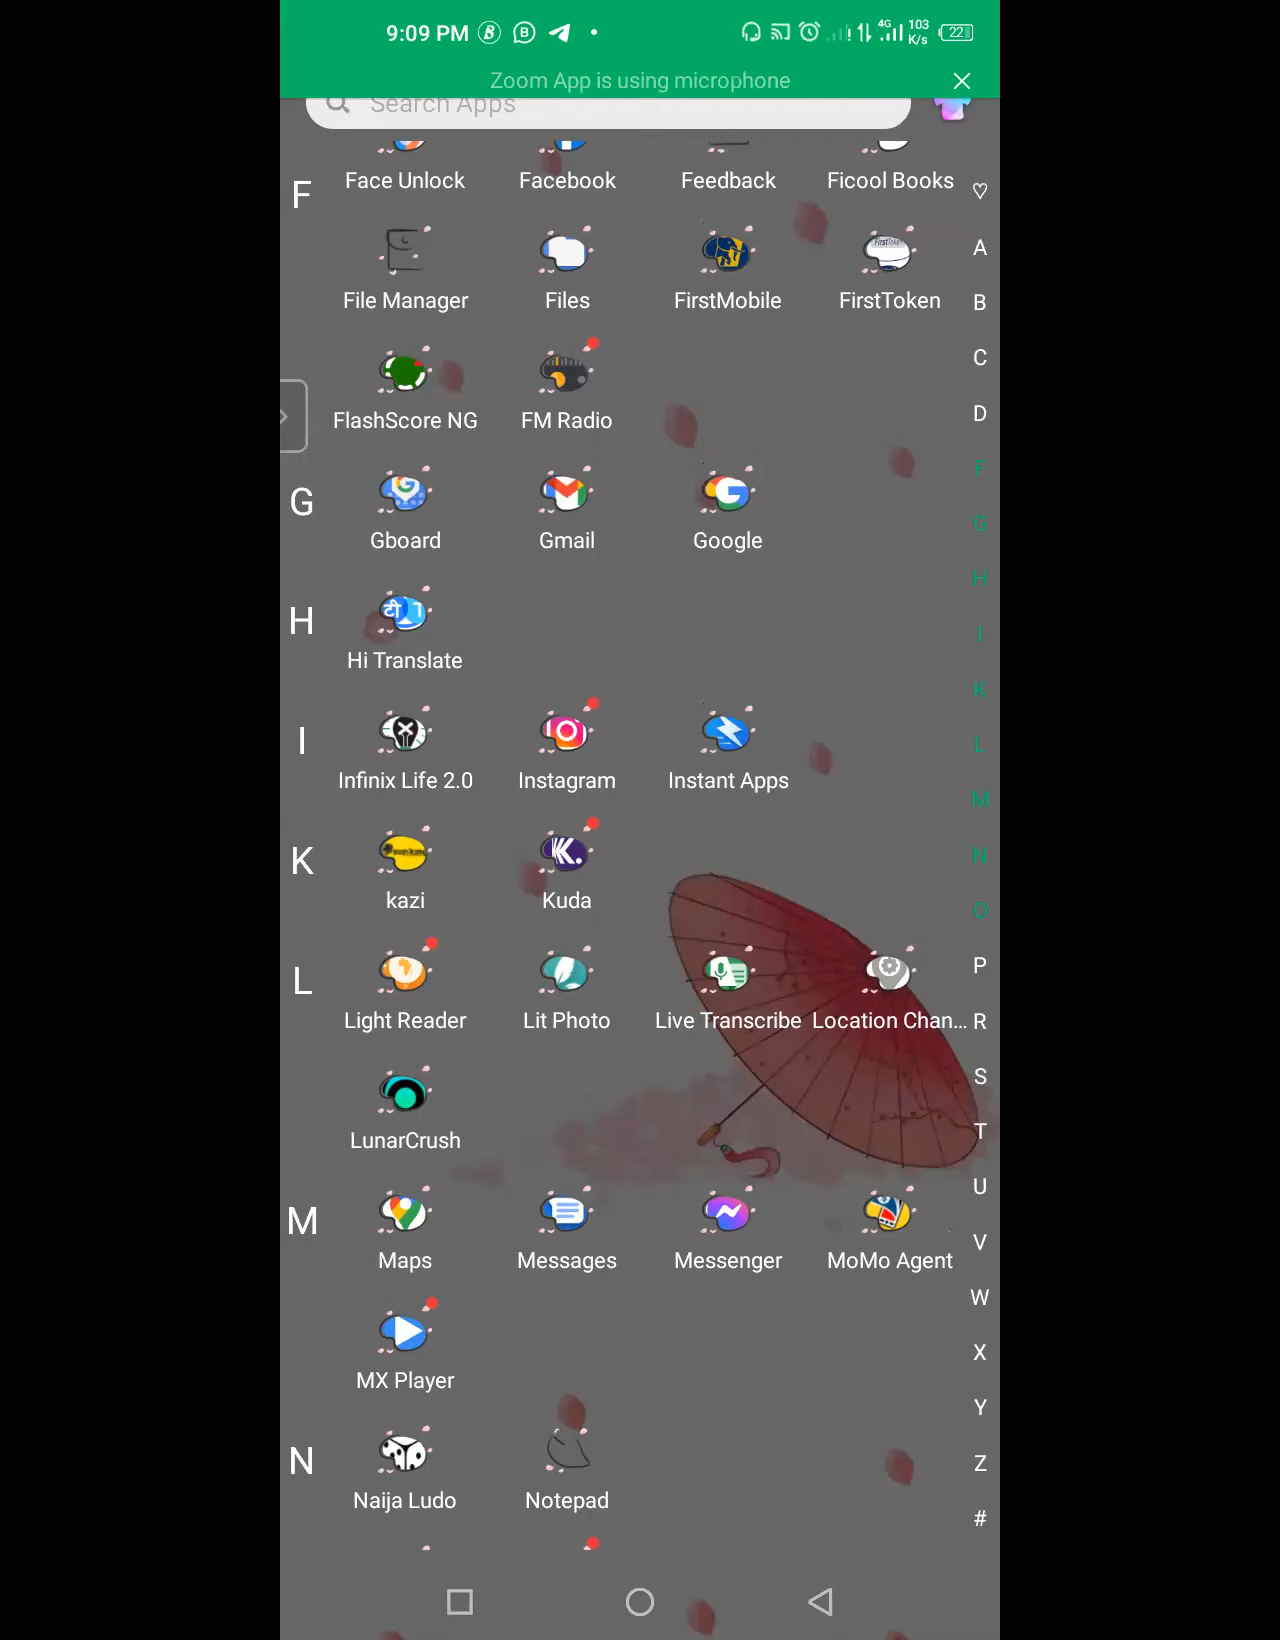 9:09 PM B B 4G 103 K/s 22
Zoom App is using microphone
Search Apps
F Face Unlock Facebook Feedback Ficool Books ♡
File Manager Files FirstMobile FirstToken
FlashScore NG FM Radio
G Gboard Gmail Google
H Hi Translate
I Infinix Life 2.0 Instagram Instant Apps
K kazi Kuda
L Light Reader Lit Photo Live Transcribe Location Chan...
LunarCrush
M Maps Messages Messenger MoMo Agent
MX Player
N Naija Ludo Notepad
A
B
C
D
F
G
H
I
K
L
M
N
O
P
R
S
T
U
V
W
X
Y
Z
#